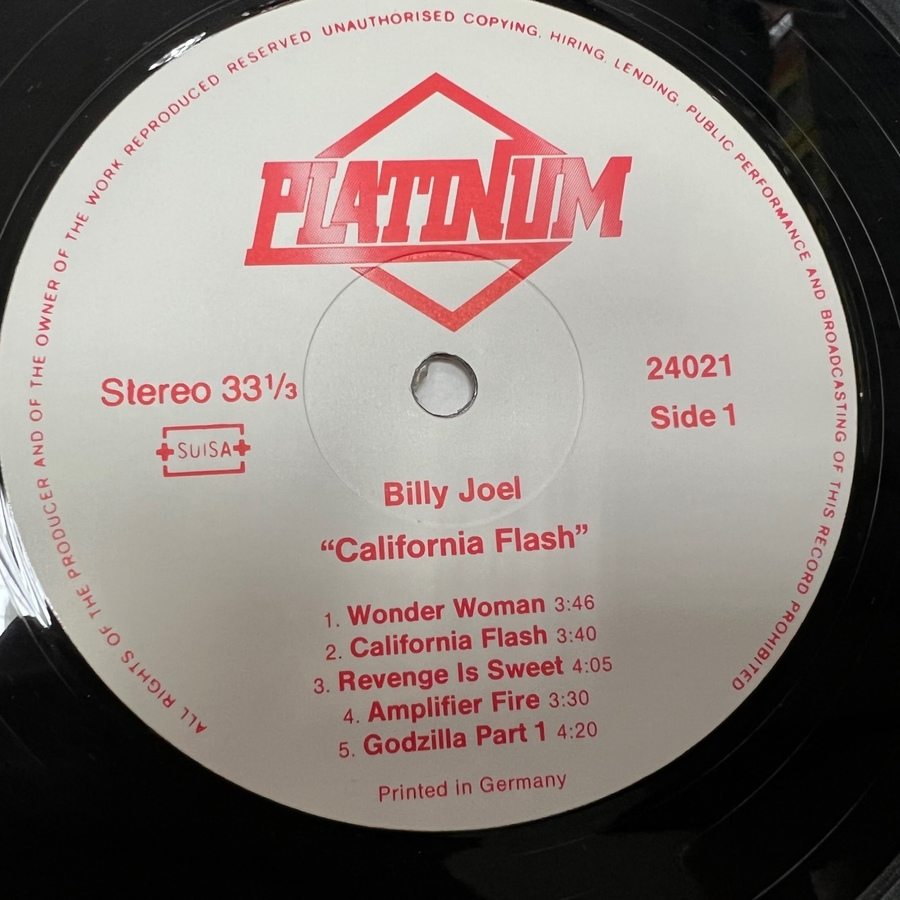 ALL RIGHTS OF THE PRODUCER AND OF THE OWNER OF THE WORK REPRODUCED RESERVED UNAUTHORISED COPYING, HIRING, LENDING, PUBLIC PERFORMANCE AND BROADCASTING OF THIS RECORD PROHIBITED
PLATINUM
Stereo 33 1/3
SUISA
24021
Side 1
Billy Joel
“California Flash”
1. Wonder Woman 3:46
2. California Flash 3:40
3. Revenge Is Sweet 4:05
4. Amplifier Fire 3:30
5. Godzilla Part 1 4:20
Printed in Germany